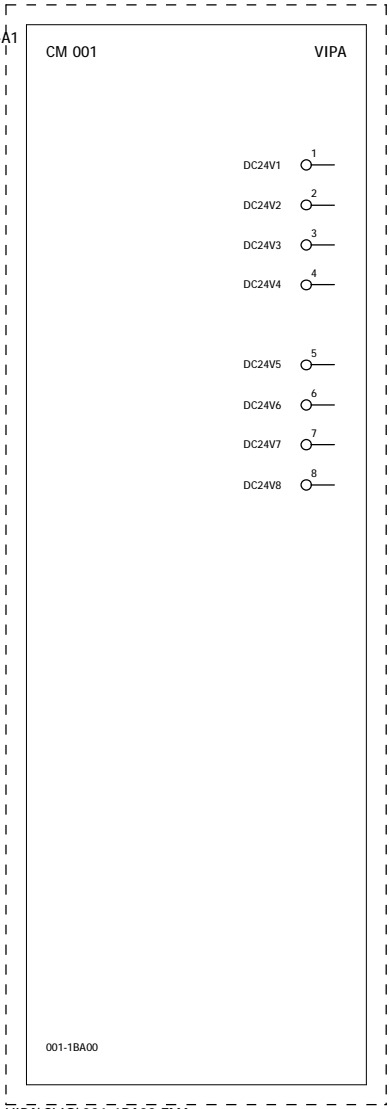 A1
CM 001 VIPA
1
DC24V1
2
DC24V2
3
DC24V3
4
DC24V4
5
DC24V5
6
DC24V6
7
DC24V7
8
DC24V8
001-1BA00